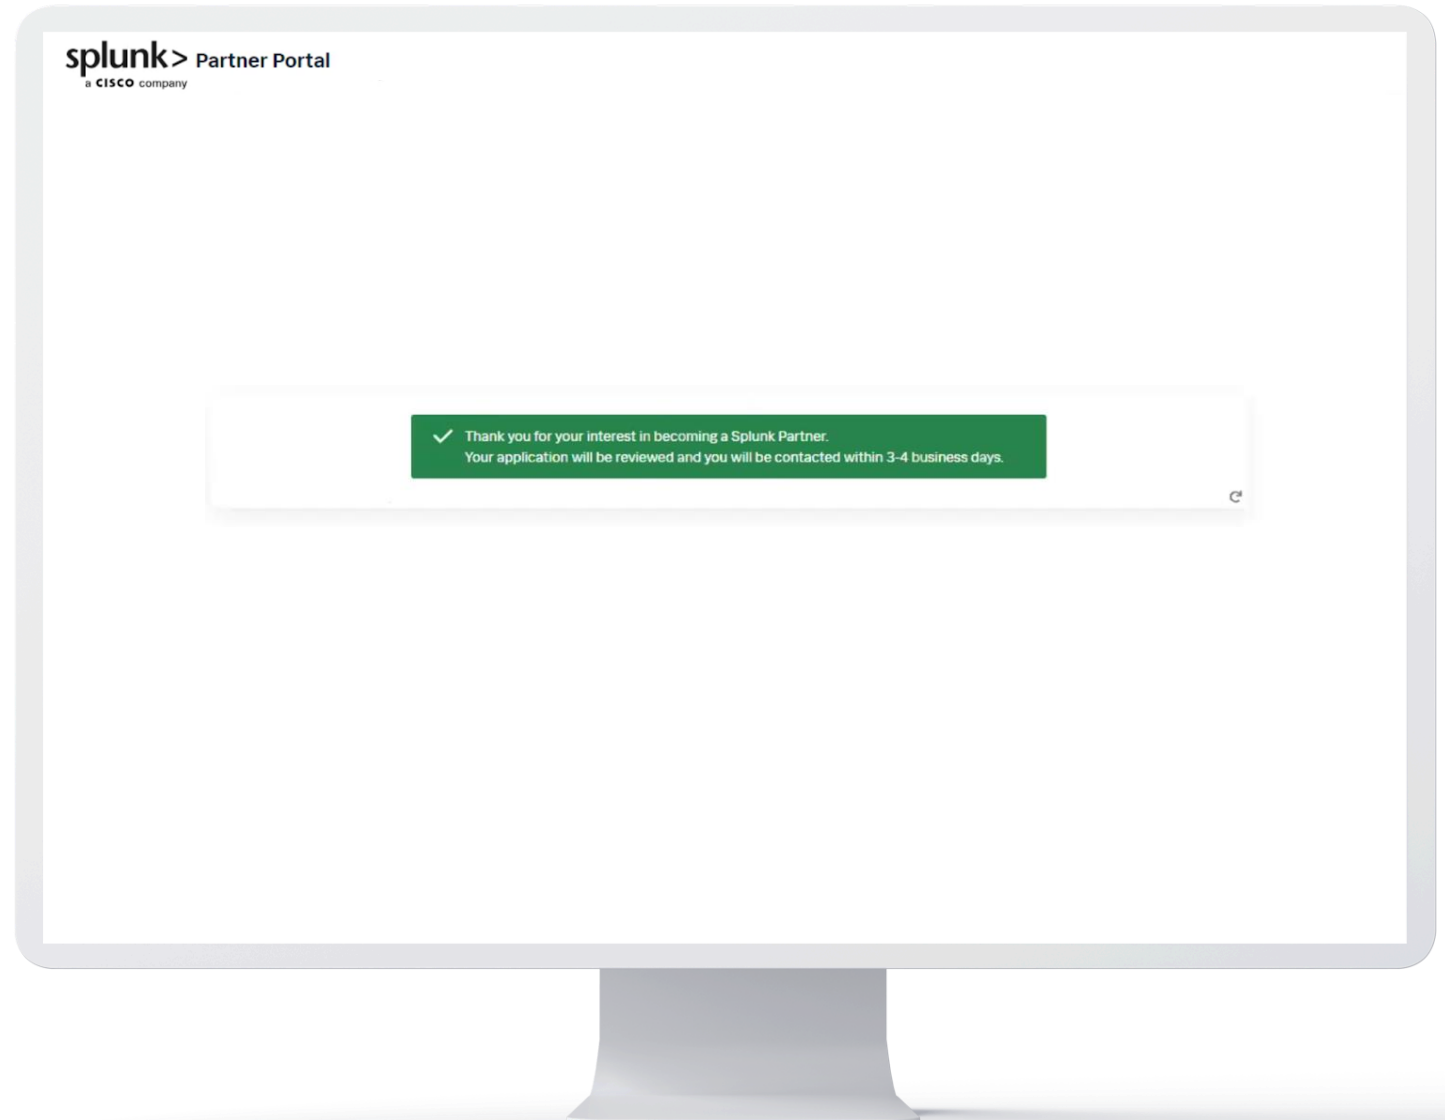 splunk> Partner Portal
a CISCO company
Thank you for your interest in becoming a Splunk Partner.
Your application will be reviewed and you will be contacted within 3-4 business days.